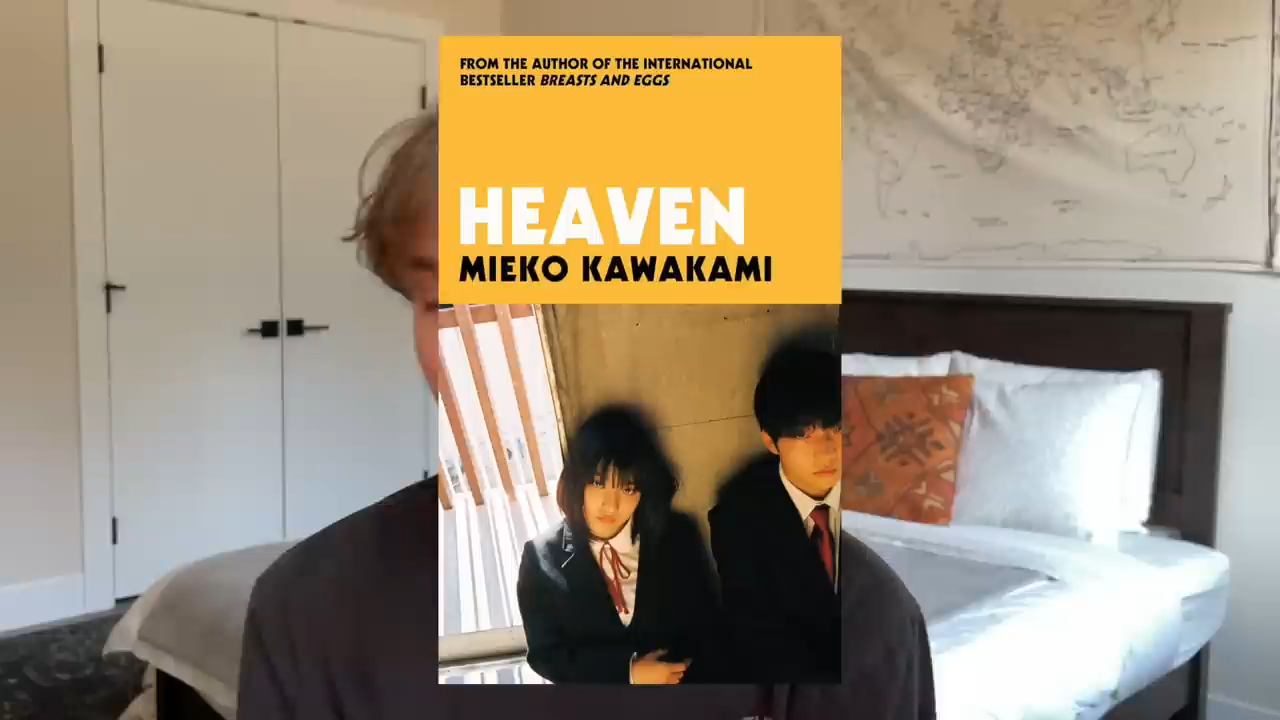 FROM THE AUTHOR OF THE INTERNATIONAL
BESTSELLER BREASTS AND EGGS
HEAVEN
MIEKO KAWAKAMI